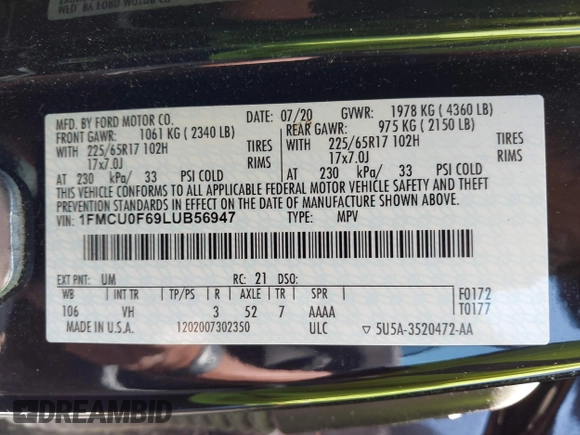 MFD. BY FORD MOTOR CO.
DATE: 07/20 GVWR: 1978 KG ( 4360 LB)
FRONT GAWR: 1061 KG ( 2340 LB) REAR GAWR: 975 KG ( 2150 LB)
WITH 225/65R17 102H TIRES WITH 225/65R17 102H TIRES
17x7.0J RIMS 17x7.0J RIMS
AT 230 kPa/ 33 PSI COLD AT 230 kPa/ 33 PSI COLD
THIS VEHICLE CONFORMS TO ALL APPLICABLE FEDERAL MOTOR VEHICLE SAFETY AND THEFT
PREVENTION STANDARDS IN EFFECT ON THE DATE OF MANUFACTURE SHOWN ABOVE.
VIN: 1FMCU0F69LUB56947 TYPE: MPV
EXT PNT: UM RC: 21 DSO:
WB INT TR TP/PS R AXLE TR SPR F0172
106 VH 3 52 7 AAAA T0177
MADE IN U.S.A. 1202007302350 ULC 5U5A-3520472-AA
DREAMBID